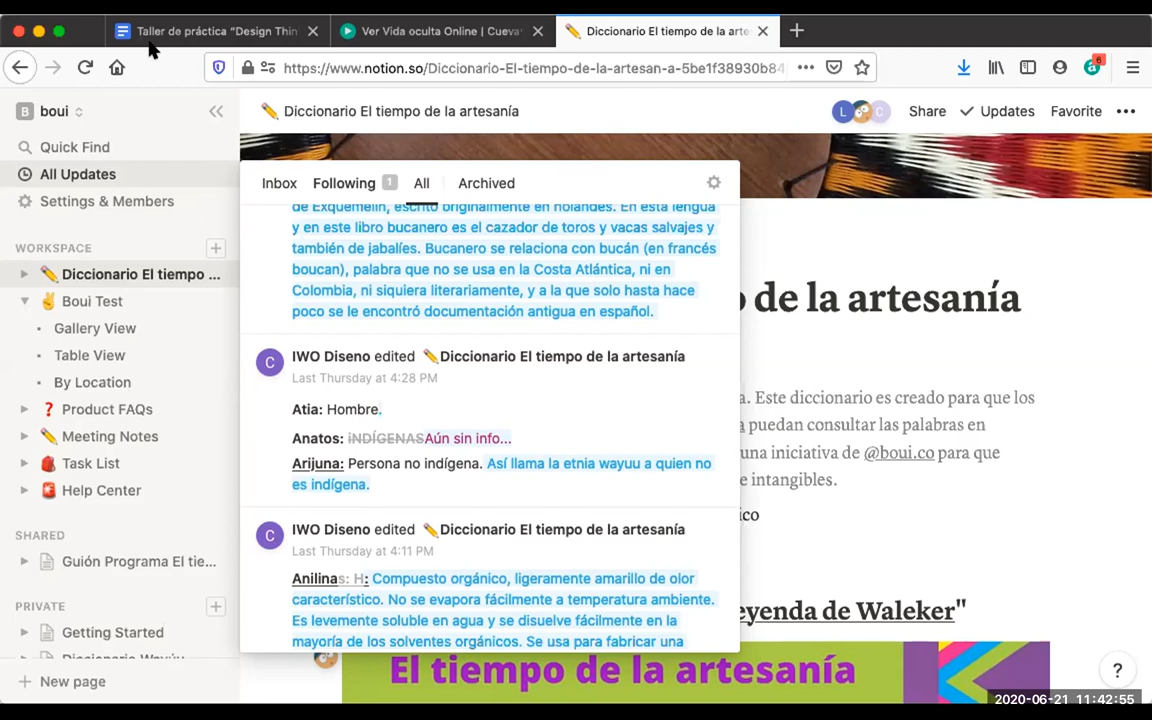 Taller de práctica "Design Thin
Ver Vida oculta Online | Cueva
Diccionario El tiempo de la arte
https://www.notion.so/Diccionario-El-tiempo-de-la-artesan-a-5be1f38930b84
6
B boui
Diccionario El tiempo de la artesanía
L
C
Share
Updates
Favorite
Quick Find
All Updates
Settings & Members
WORKSPACE
Diccionario El tiempo ...
Boui Test
Gallery View
Table View
By Location
Product FAQs
Meeting Notes
Task List
Help Center
SHARED
Guión Programa El tie...
PRIVATE
Getting Started
Diccionario Wayúu
New page
Inbox
Following 1
All
Archived
de Exquemelin, escrito originalmente en holandés. En esta lengua
y en este libro bucanero es el cazador de toros y vacas salvajes y
también de jabalíes. Bucanero se relaciona con bucán (en francés
boucan), palabra que no se usa en la Costa Atlántica, ni en
Colombia, ni siquiera literariamente, y a la que solo hasta hace
poco se le encontró documentación antigua en español.
C
IWO Diseno edited Diccionario El tiempo de la artesanía
Last Thursday at 4:28 PM
Atia: Hombre.
Anatos: iNDÍGENASAún sin info...
Arijuna: Persona no indígena. Así llama la etnia wayuu a quien no
es indígena.
C
IWO Diseno edited Diccionario El tiempo de la artesanía
Last Thursday at 4:11 PM
Anilinas: H: Compuesto orgánico, ligeramente amarillo de olor
característico. No se evapora fácilmente a temperatura ambiente.
Es levemente soluble en agua y se disuelve fácilmente en la
mayoría de los solventes orgánicos. Se usa para fabricar una
o de la artesanía
a. Este diccionario es creado para que los
a puedan consultar las palabras en
una iniciativa de @boui.co para que
e intangibles.
ico
eyenda de Waleker"
El tiempo de la artesanía
?
2020-06-21 11:42:55